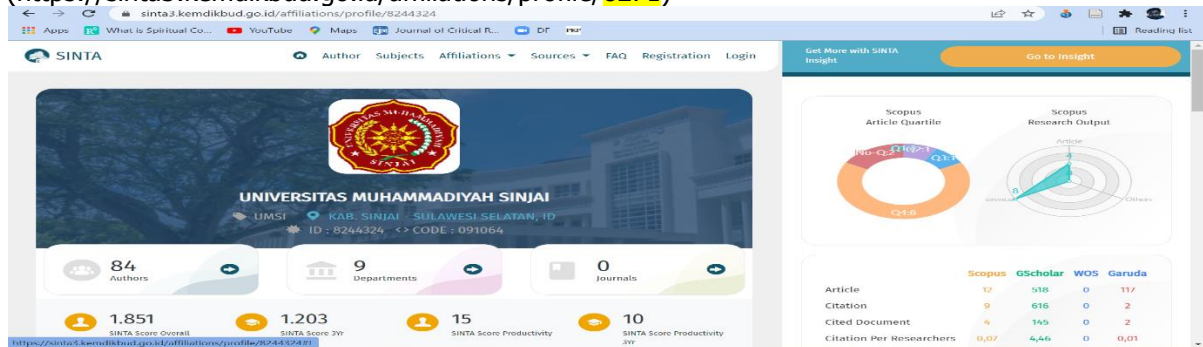 sinta3.kemdikbud.go.id/affiliations/profile/8244324
Apps What is Spiritual Co... YouTube Maps Journal of Critical R... DF Reading list
SINTA Author Subjects Affiliations Sources FAQ Registration Login
Get More with SINTA Insight
Go to Insight
UNIVERSITAS MUHAMMADIYAH SINJAI
UMSI KAB. SINJAI - SULAWESI SELATAN, ID
ID : 8244324 <> CODE : 091064
84
Authors
9
Departments
0
Journals
1.851
SINTA Score Overall
1.203
SINTA Score 3Yr
15
SINTA Score Productivity
10
SINTA Score Productivity
3Yr
https://sinta3.kemdikbud.go.id/affiliations/profile/8244324#!
Scopus
Article Quartile
No-Q:2
Q4:8
Scopus
Research Output
Article
4
8
Others
Scopus GScholar WOS Garuda
Article 12 518 0 117
Citation 9 616 0 2
Cited Document 4 145 0 2
Citation Per Researchers 0,07 4,46 0 0,01